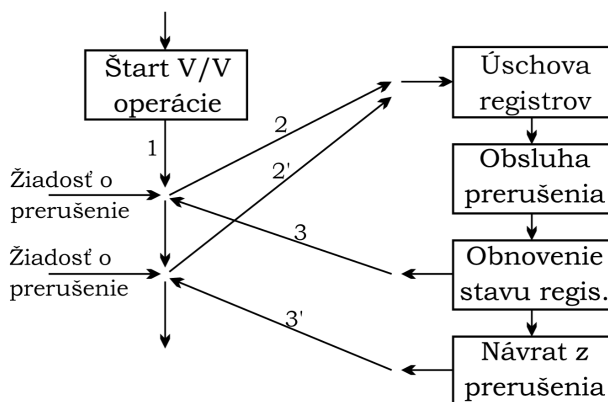 Štart V/V
operácie
1
2
2'
Žiadosť o
prerušenie
3
Žiadosť o
prerušenie
3'
Úschova
registrov
Obsluha
prerušenia
Obnovenie
stavu regis.
Návrat z
prerušenia